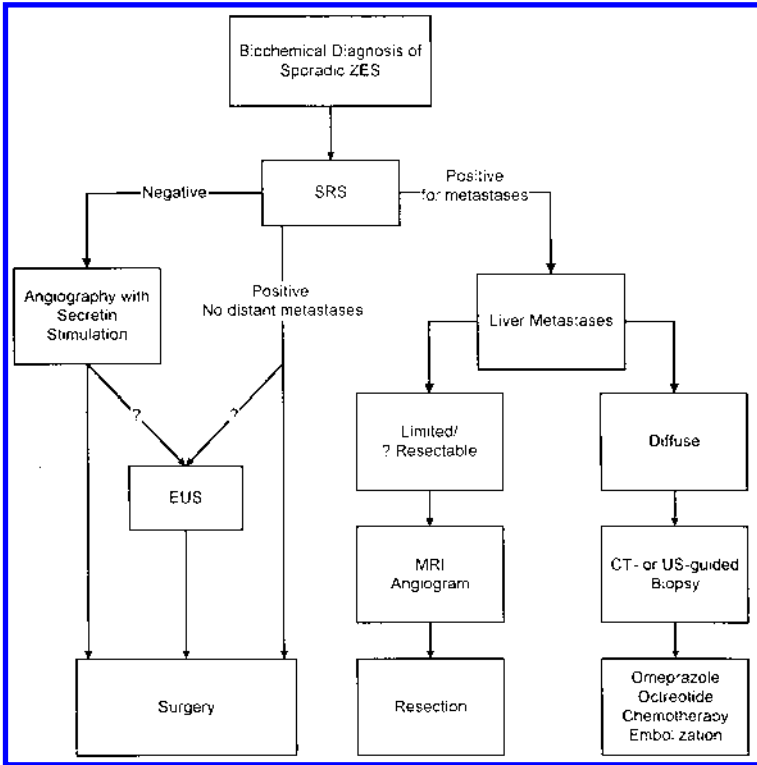 Biochemical Diagnosis of
Sporadic ZES
SRS
Negative
Positive
for metastases
Angiography with
Secretin
Stimulation
Positive
No distant metastases
Liver Metastases
?
?
Limited/
? Resectable
Diffuse
EUS
MRI
Angiogram
CT- or US-guided
Biopsy
Surgery
Resection
Omeprazole
Octreotide
Chemotherapy
Embolization